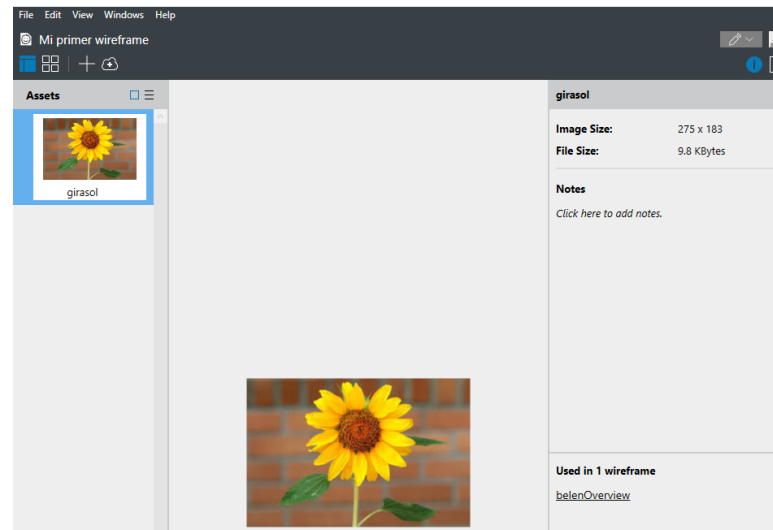 File Edit View Windows Help
Mi primer wireframe
Assets
girasol
girasol
Image Size: 275 x 183
File Size: 9.8 KBytes
Notes
Click here to add notes.
Used in 1 wireframe
belenOverview